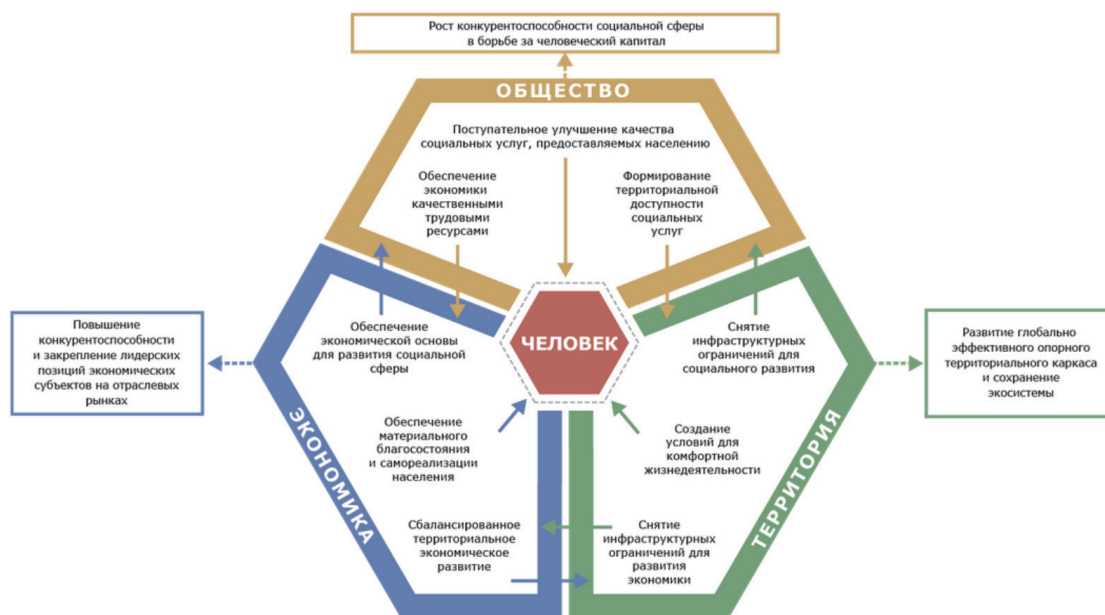 Рост конкурентоспособности социальной сферы
в борьбе за человеческий капитал
ОБЩЕСТВО
Поступательное улучшение качества
социальных услуг, предоставляемых населению
Обеспечение
экономики
качественными
трудовыми
ресурсами
Формирование
территориальной
доступности
социальных
услуг
ЧЕЛОВЕК
Повышение
конкурентоспособности
и закрепление лидерских
позиций экономических
субъектов на отраслевых
рынках
ЭКОНОМИКА
Обеспечение
экономической основы
для развития социальной
сферы
Обеспечение
материального
благосостояния
и самореализации
населения
Сбалансированное
территориальное
экономическое
развитие
Снятие
инфраструктурных
ограничений для
социального развития
Создание
условий для
комфортной
жизнедеятельности
Снятие
инфраструктурных
ограничений для
развития
экономики
ТЕРРИТОРИЯ
Развитие глобально
эффективного опорного
территориального каркаса
и сохранение
экосистемы